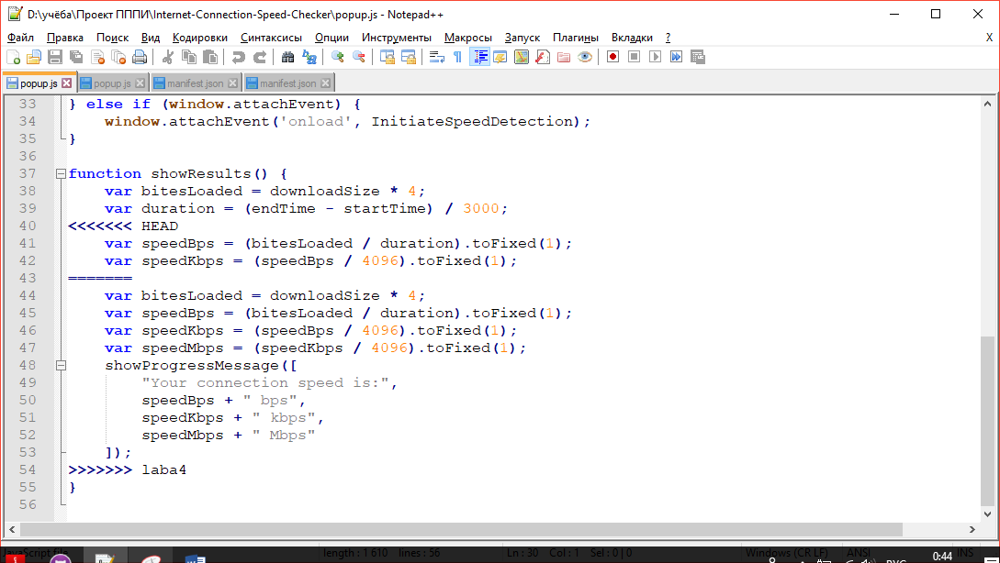 D:\учёба\Проект ПППИ\Internet-Connection-Speed-Checker\popup.js - Notepad++
Файл Правка Поиск Вид Кодировки Синтаксисы Опции Инструменты Макросы Запуск Плагины Вкладки ? X
popup.js popup.js manifest.json manifest.json
33 } else if (window.attachEvent) {
34     window.attachEvent('onload', InitiateSpeedDetection);
35 }
36
37 function showResults() {
38     var bitesLoaded = downloadSize * 4;
39     var duration = (endTime - startTime) / 3000;
40 <<<<<<< HEAD
41     var speedBps = (bitesLoaded / duration).toFixed(1);
42     var speedKbps = (speedBps / 4096).toFixed(1);
43 =======
44     var bitesLoaded = downloadSize * 4;
45     var speedBps = (bitesLoaded / duration).toFixed(1);
46     var speedKbps = (speedBps / 4096).toFixed(1);
47     var speedMbps = (speedKbps / 4096).toFixed(1);
48     showProgressMessage([
49         "Your connection speed is:",
50         speedBps + " bps",
51         speedKbps + " kbps",
52         speedMbps + " Mbps"
53     ]);
54 >>>>>>> laba4
55 }
56
JavaScript file length : 1 610 lines : 56 Ln : 30 Col : 1 Sel : 0 | 0 Windows (CR LF) ANSI INS
0:44